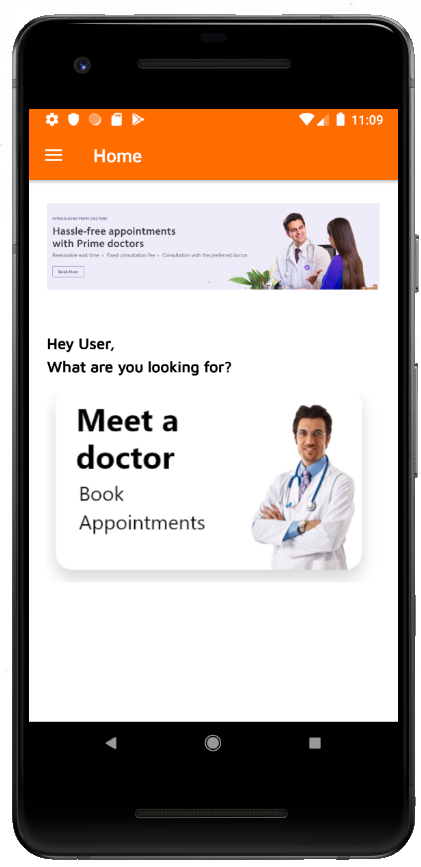 11:09
Home
INTRODUCING PRIME DOCTORS
Hassle-free appointments
with Prime doctors
Reasonable wait time • Fixed consultation fee • Consultation with the preferred doctor
Book Now
Hey User,
What are you looking for?
Meet a
doctor
Book
Appointments